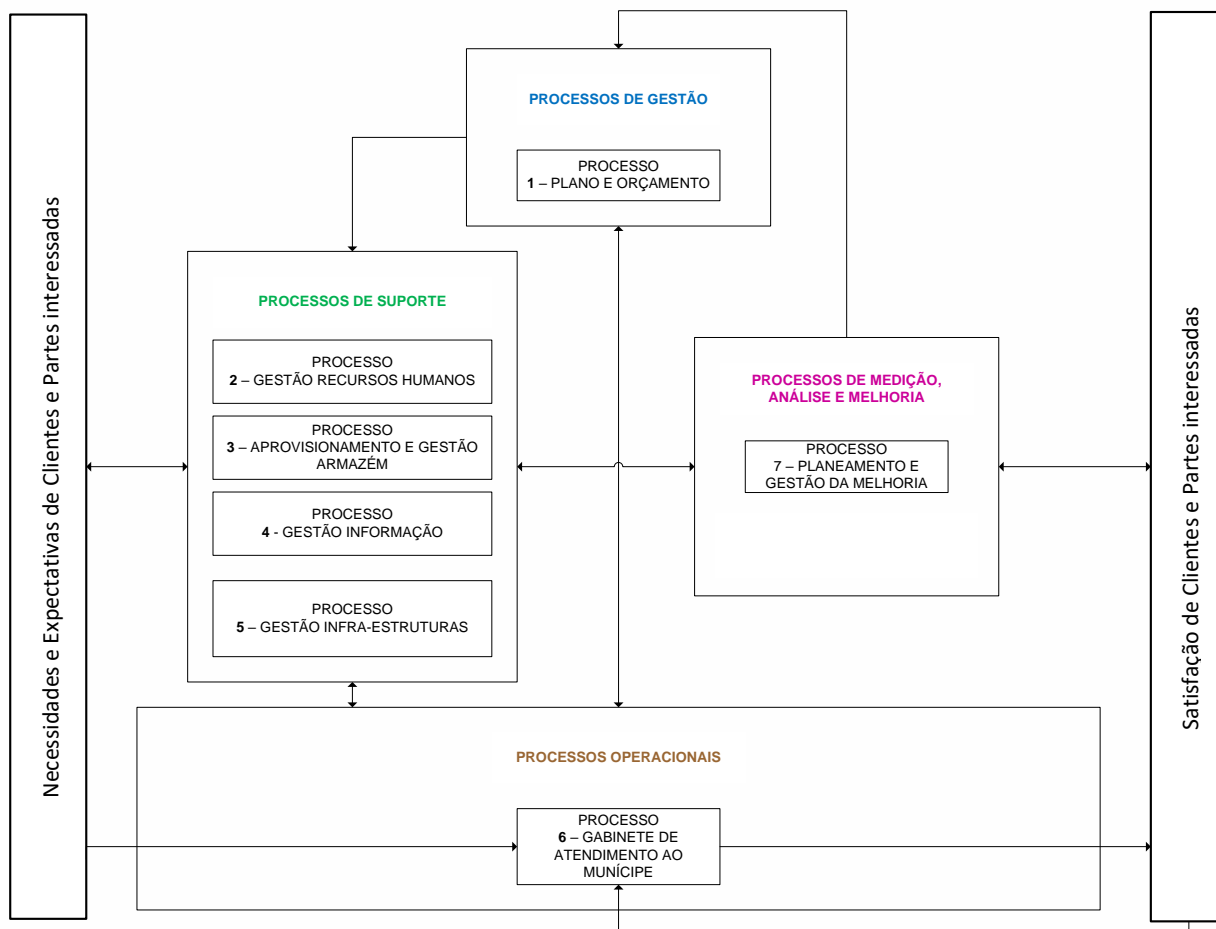 Necessidades e Expectativas de Clientes e Partes interessadas
PROCESSOS DE GESTÃO
PROCESSO
1 – PLANO E ORÇAMENTO
PROCESSOS DE SUPORTE
PROCESSO
2 – GESTÃO RECURSOS HUMANOS
PROCESSO
3 – APROVISIONAMENTO E GESTÃO
ARMAZÉM
PROCESSO
4 - GESTÃO INFORMAÇÃO
PROCESSO
5 – GESTÃO INFRA-ESTRUTURAS
PROCESSOS DE MEDIÇÃO,
ANÁLISE E MELHORIA
PROCESSO
7 – PLANEAMENTO E
GESTÃO DA MELHORIA
PROCESSOS OPERACIONAIS
PROCESSO
6 – GABINETE DE
ATENDIMENTO AO
MUNÍCIPE
Satisfação de Clientes e Partes interessadas